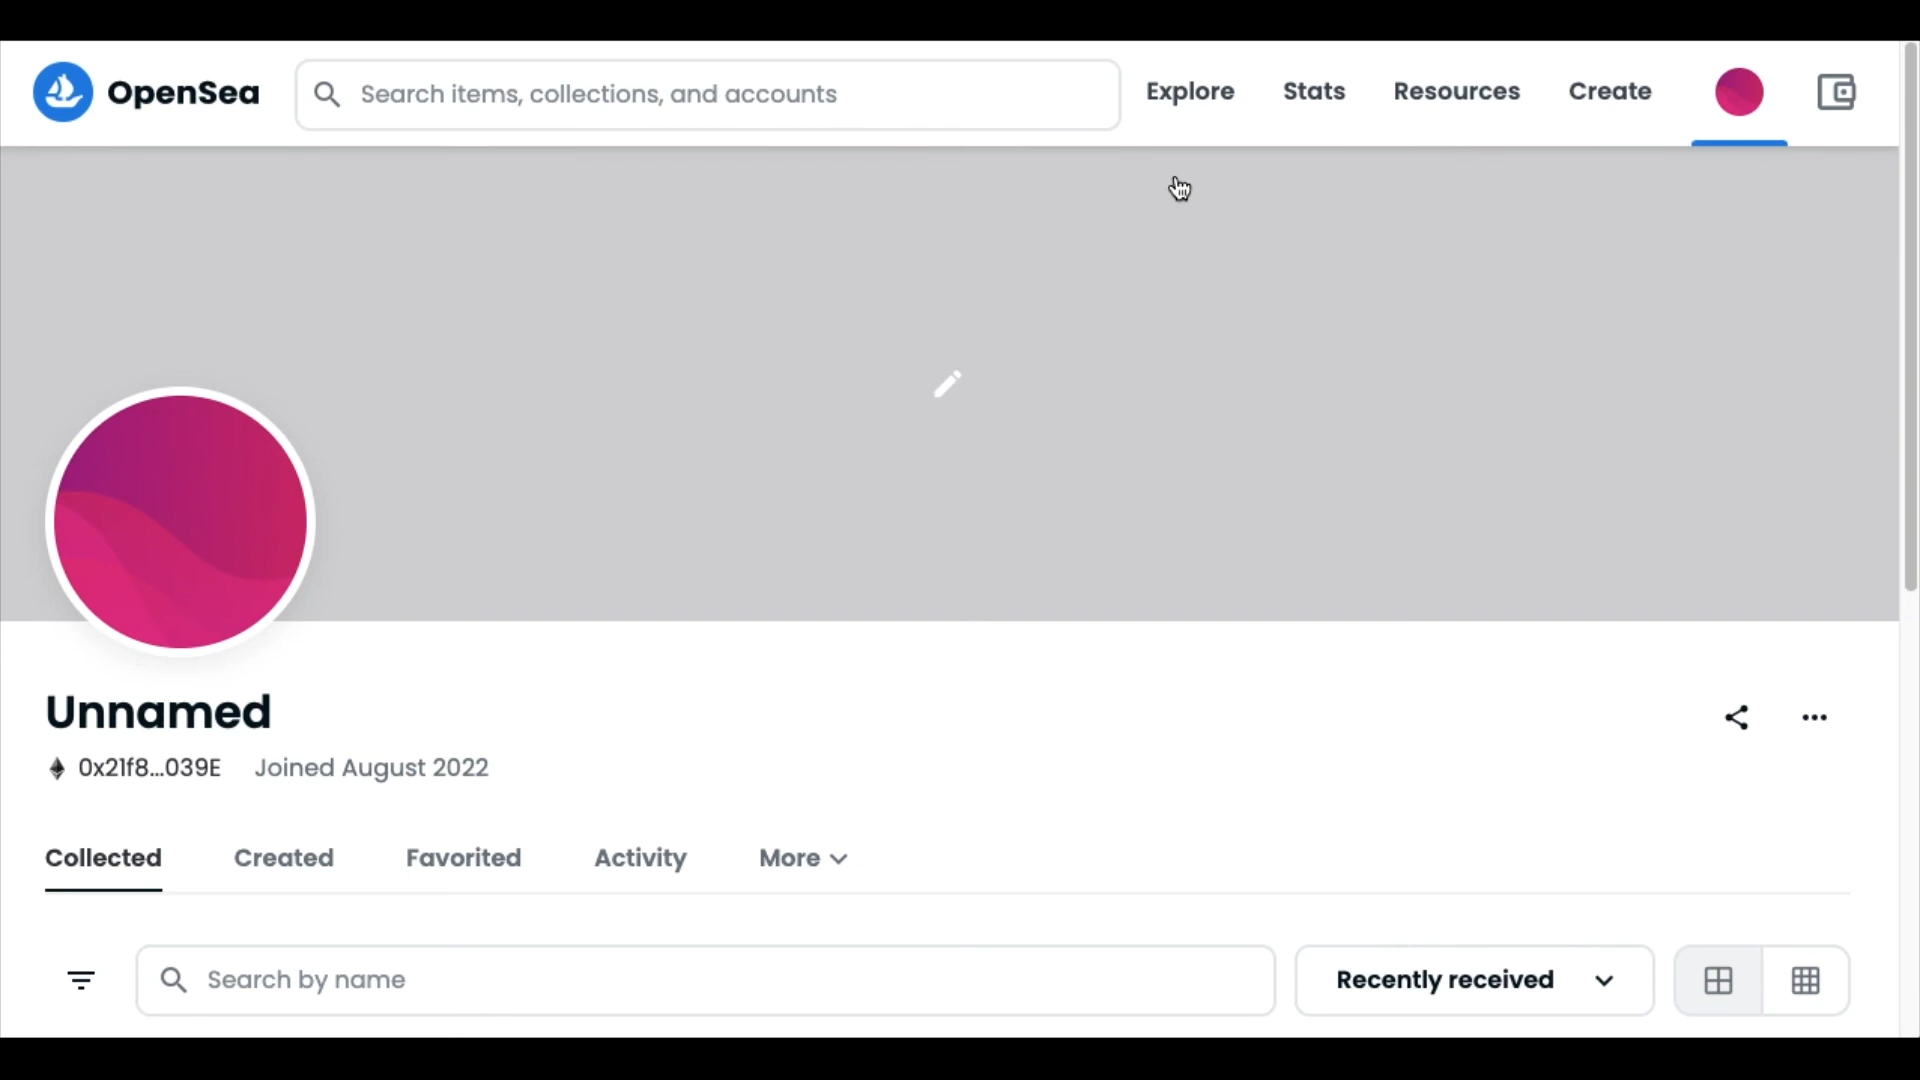 OpenSea
Search items, collections, and accounts
Explore
Stats
Resources
Create
Unnamed
0x21f8...039E Joined August 2022
Collected
Created
Favorited
Activity
More
Search by name
Recently received